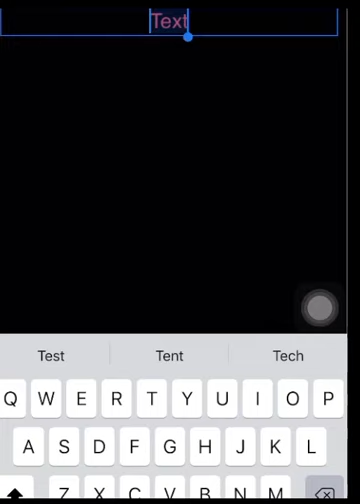 Text
Test Tent Tech
Q W E R T Y U I O P
A S D F G H J K L
Z X C V B N M